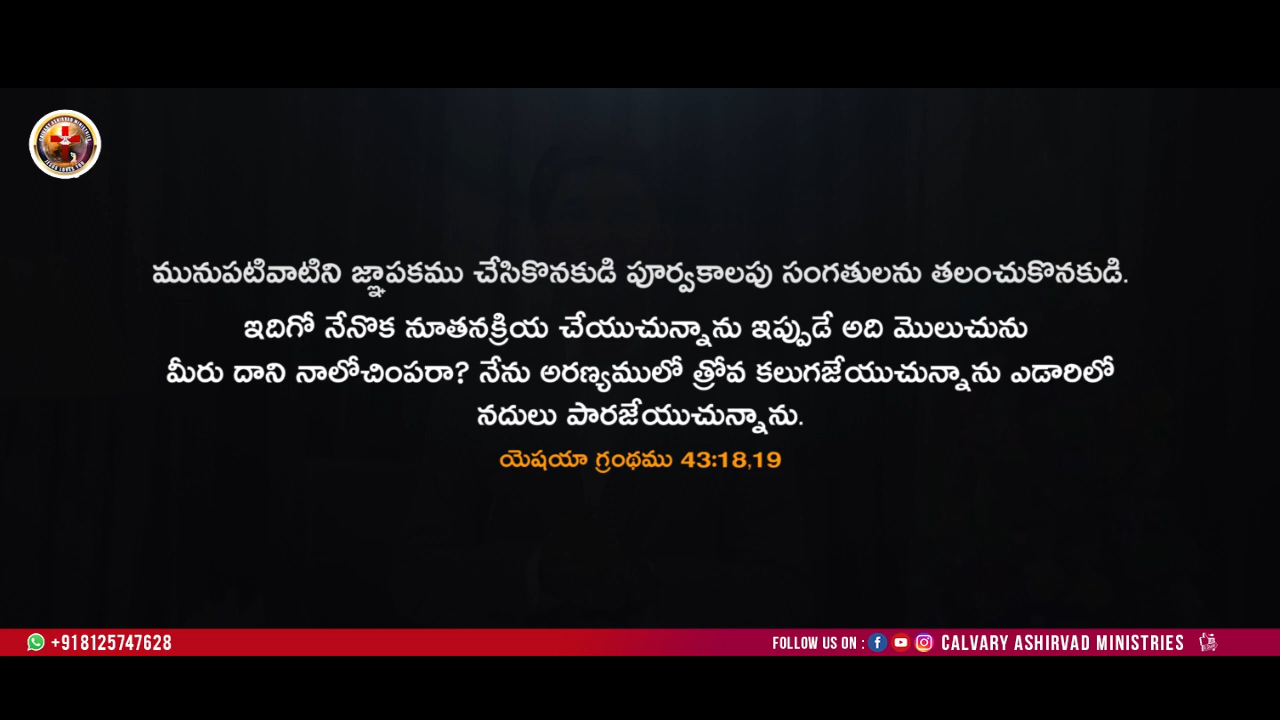 మునుపటివాటిని జ్ఞాపకము చేసికొనకుడి పూర్వకాలపు సంగతులను తలంచుకొనకుడి.
ఇదిగో నేనొక నూతనక్రియ చేయుచున్నాను ఇప్పుడే అది మొలుచును
మీరు దాని నాలోచింపరా? నేను అరణ్యములో త్రోవ కలుగజేయుచున్నాను ఎడారిలో
నదులు పారజేయుచున్నాను.
యెషయా గ్రంథము 43:18,19
+918125747628
FOLLOW US ON : CALVARY ASHIRVAD MINISTRIES